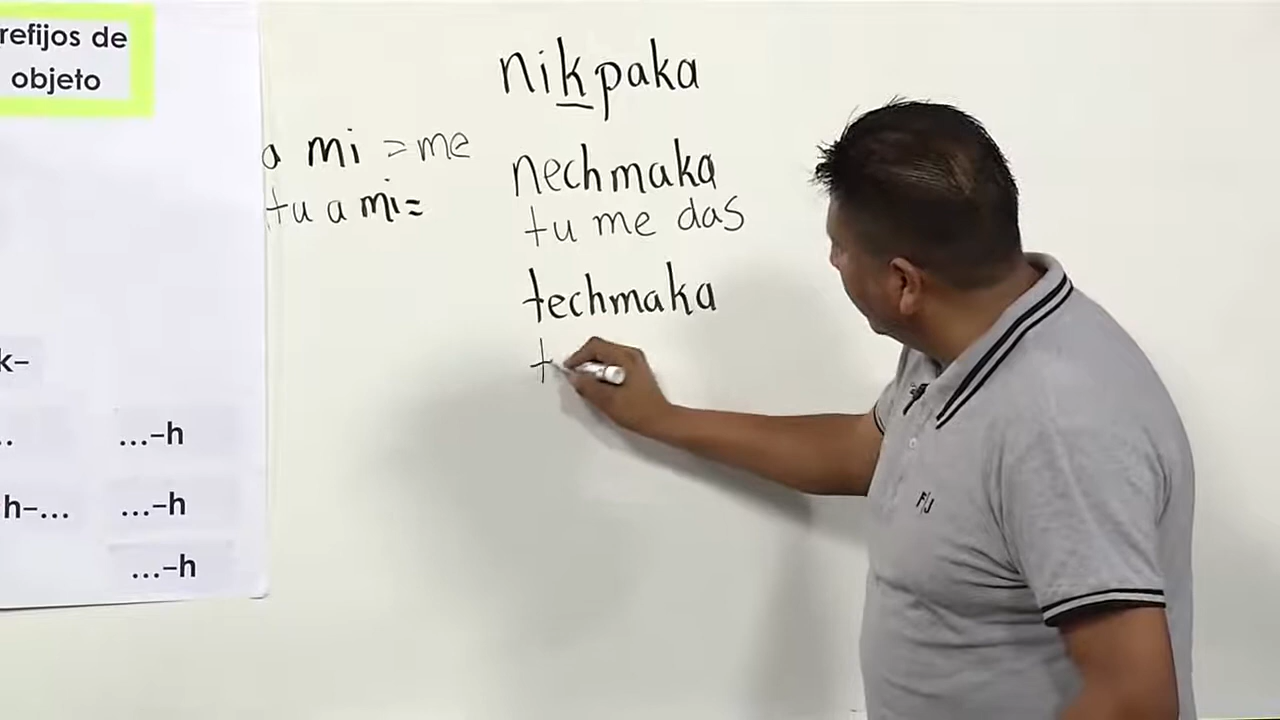 refijos de
objeto
k-
..
...-h
h-...
...-h
...-h
a mi = me
tu a mi=
nikpaka
nechmaka
tu me das
techmaka
t
F/J